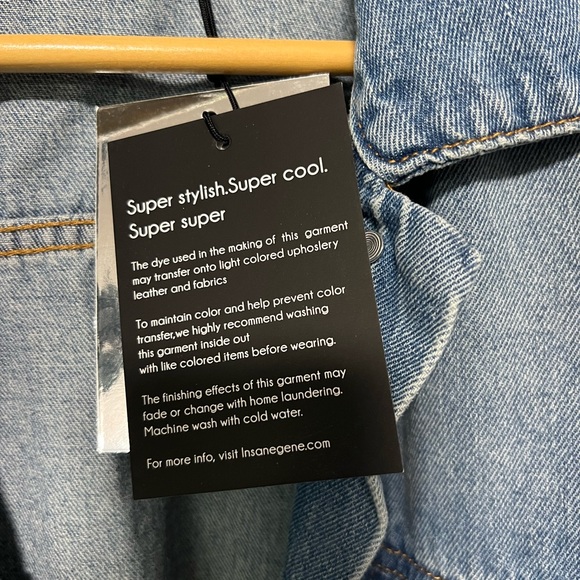 Super stylish.Super cool.
Super super
The dye used in the making of this garment
may transfer onto light colored uphoslery
leather and fabrics
To maintain color and help prevent color
transfer,we highly recommend washing
this garment inside out
with like colored items before wearing.
The finishing effects of this garment may
fade or change with home laundering.
Machine wash with cold water.
For more info, visit Insanegene.com